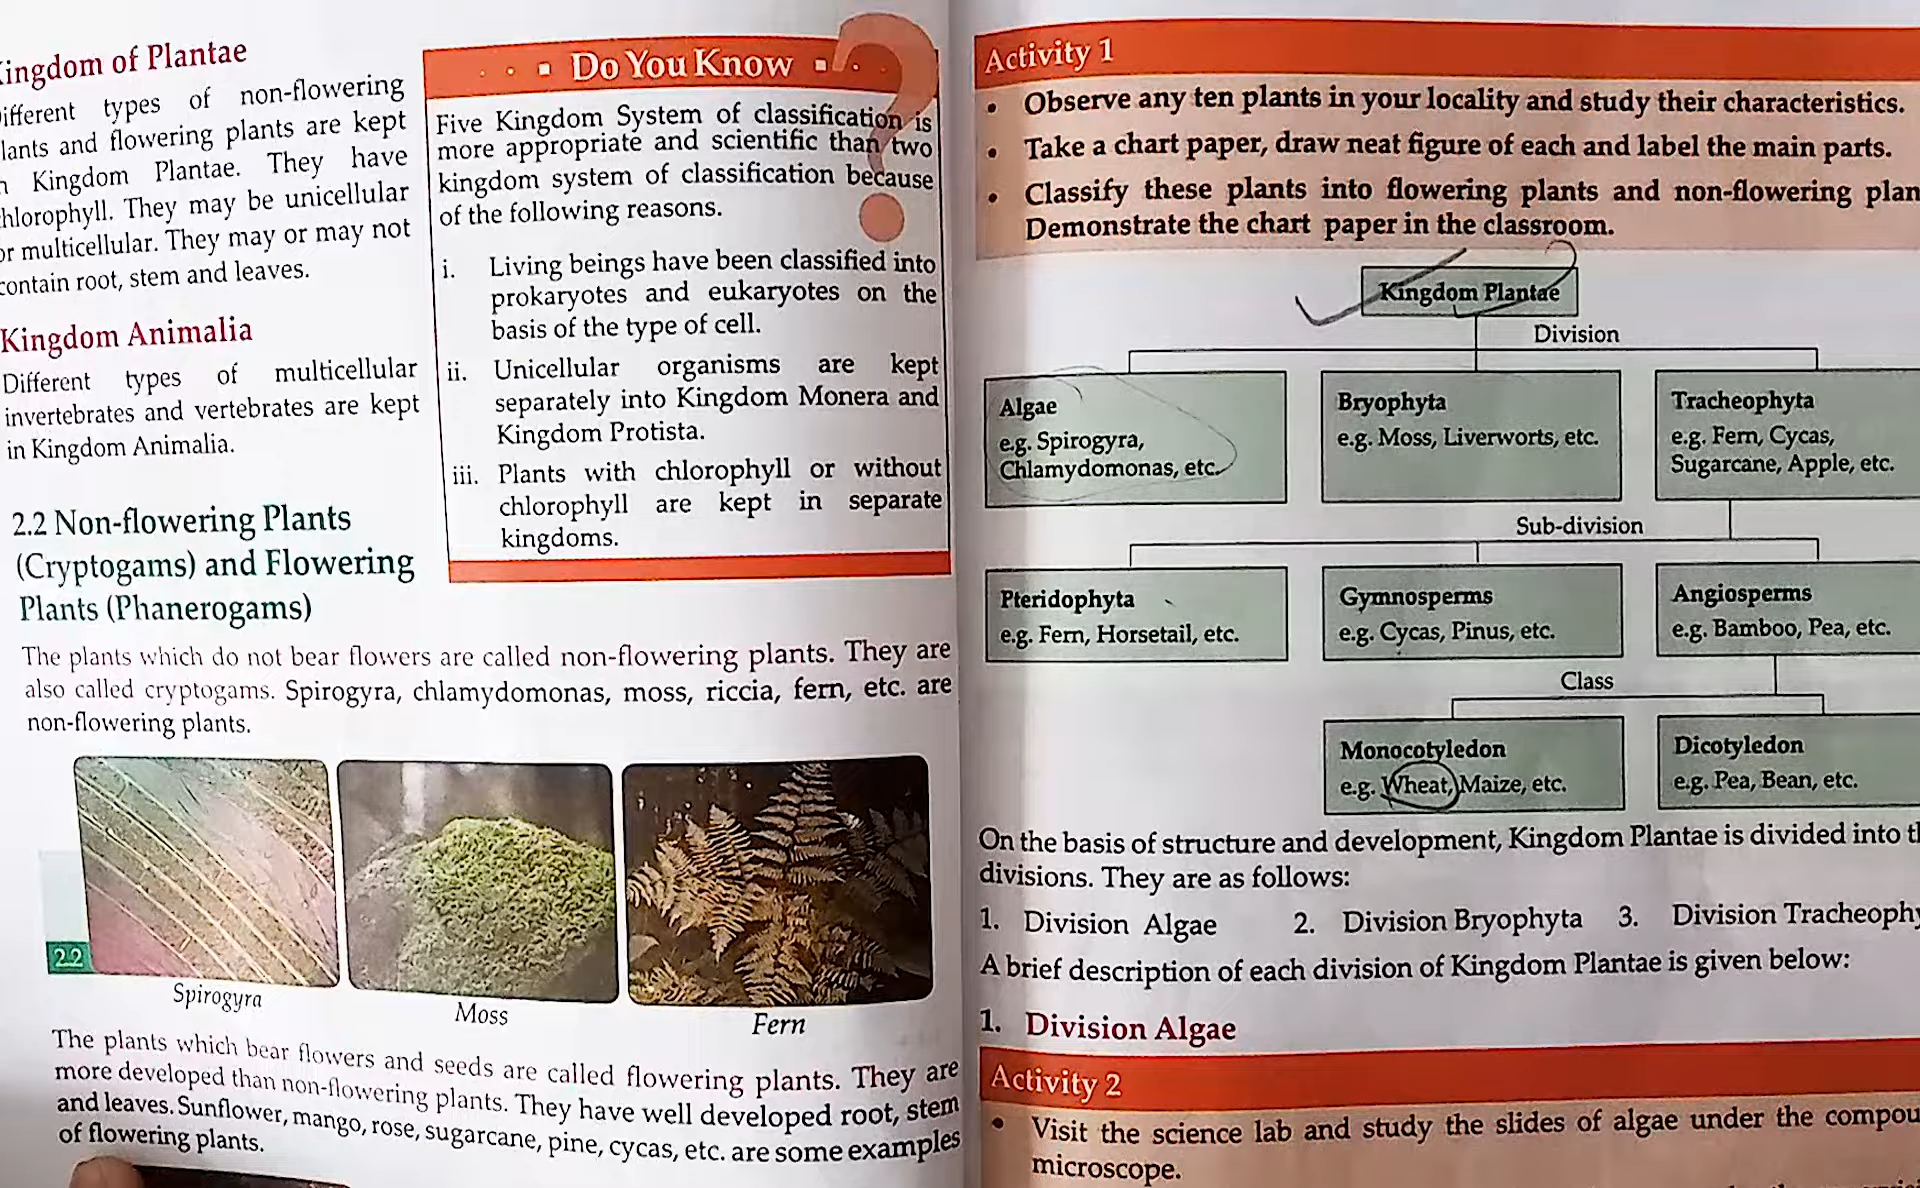 Kingdom of Plantae
Different types of non-flowering
plants and flowering plants are kept
Kingdom Plantae. They have
chlorophyll. They may be unicellular
or multicellular. They may or may not
contain root, stem and leaves.
Kingdom Animalia
Different types of multicellular
invertebrates and vertebrates are kept
in Kingdom Animalia.
Do You Know
?
Five Kingdom System of classification is
more appropriate and scientific than two
kingdom system of classification because
of the following reasons.
i. Living beings have been classified into
prokaryotes and eukaryotes on the
basis of the type of cell.
ii. Unicellular organisms are kept
separately into Kingdom Monera and
Kingdom Protista.
iii. Plants with chlorophyll or without
chlorophyll are kept in separate
kingdoms.
2.2 Non-flowering Plants
(Cryptogams) and Flowering
Plants (Phanerogams)
The plants which do not bear flowers are called non-flowering plants. They are
also called cryptogams. Spirogyra, chlamydomonas, moss, riccia, fern, etc. are
non-flowering plants.
2.2
Spirogyra
Moss
Fern
The plants which bear flowers and seeds are called flowering plants. They are
more developed than non-flowering plants. They have well developed root, stem
and leaves. Sunflower, mango, rose, sugarcane, pine, cycas, etc. are some examples
of flowering plants.
Activity 1
• Observe any ten plants in your locality and study their characteristics.
• Take a chart paper, draw neat figure of each and label the main parts.
• Classify these plants into flowering plants and non-flowering plan
Demonstrate the chart paper in the classroom.
Kingdom Plantae
Division
Algae
e.g. Spirogyra,
Chlamydomonas, etc.
Bryophyta
e.g. Moss, Liverworts, etc.
Tracheophyta
e.g. Fern, Cycas,
Sugarcane, Apple, etc.
Sub-division
Pteridophyta
e.g. Fern, Horsetail, etc.
Gymnosperms
e.g. Cycas, Pinus, etc.
Angiosperms
e.g. Bamboo, Pea, etc.
Class
Monocotyledon
e.g. Wheat, Maize, etc.
Dicotyledon
e.g. Pea, Bean, etc.
On the basis of structure and development, Kingdom Plantae is divided into
divisions. They are as follows:
1. Division Algae 2. Division Bryophyta 3. Division Tracheophy
A brief description of each division of Kingdom Plantae is given below:
1. Division Algae
Activity 2
• Visit the science lab and study the slides of algae under the compou
microscope.